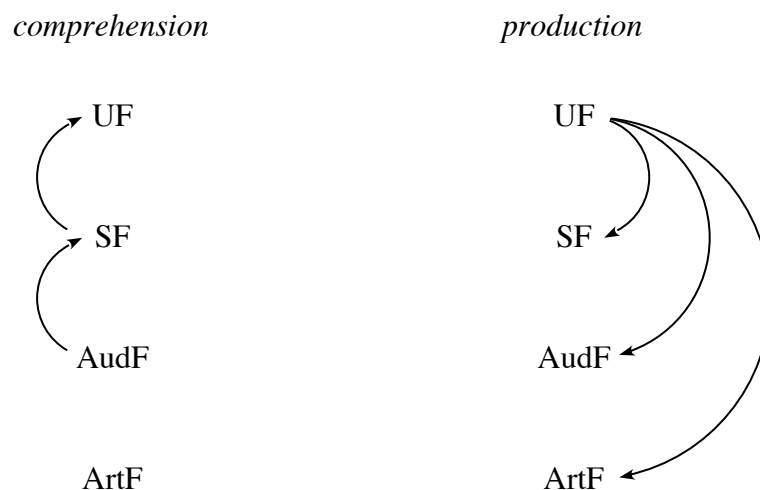 comprehension
production
UF
UF
SF
SF
AudF
AudF
ArtF
ArtF